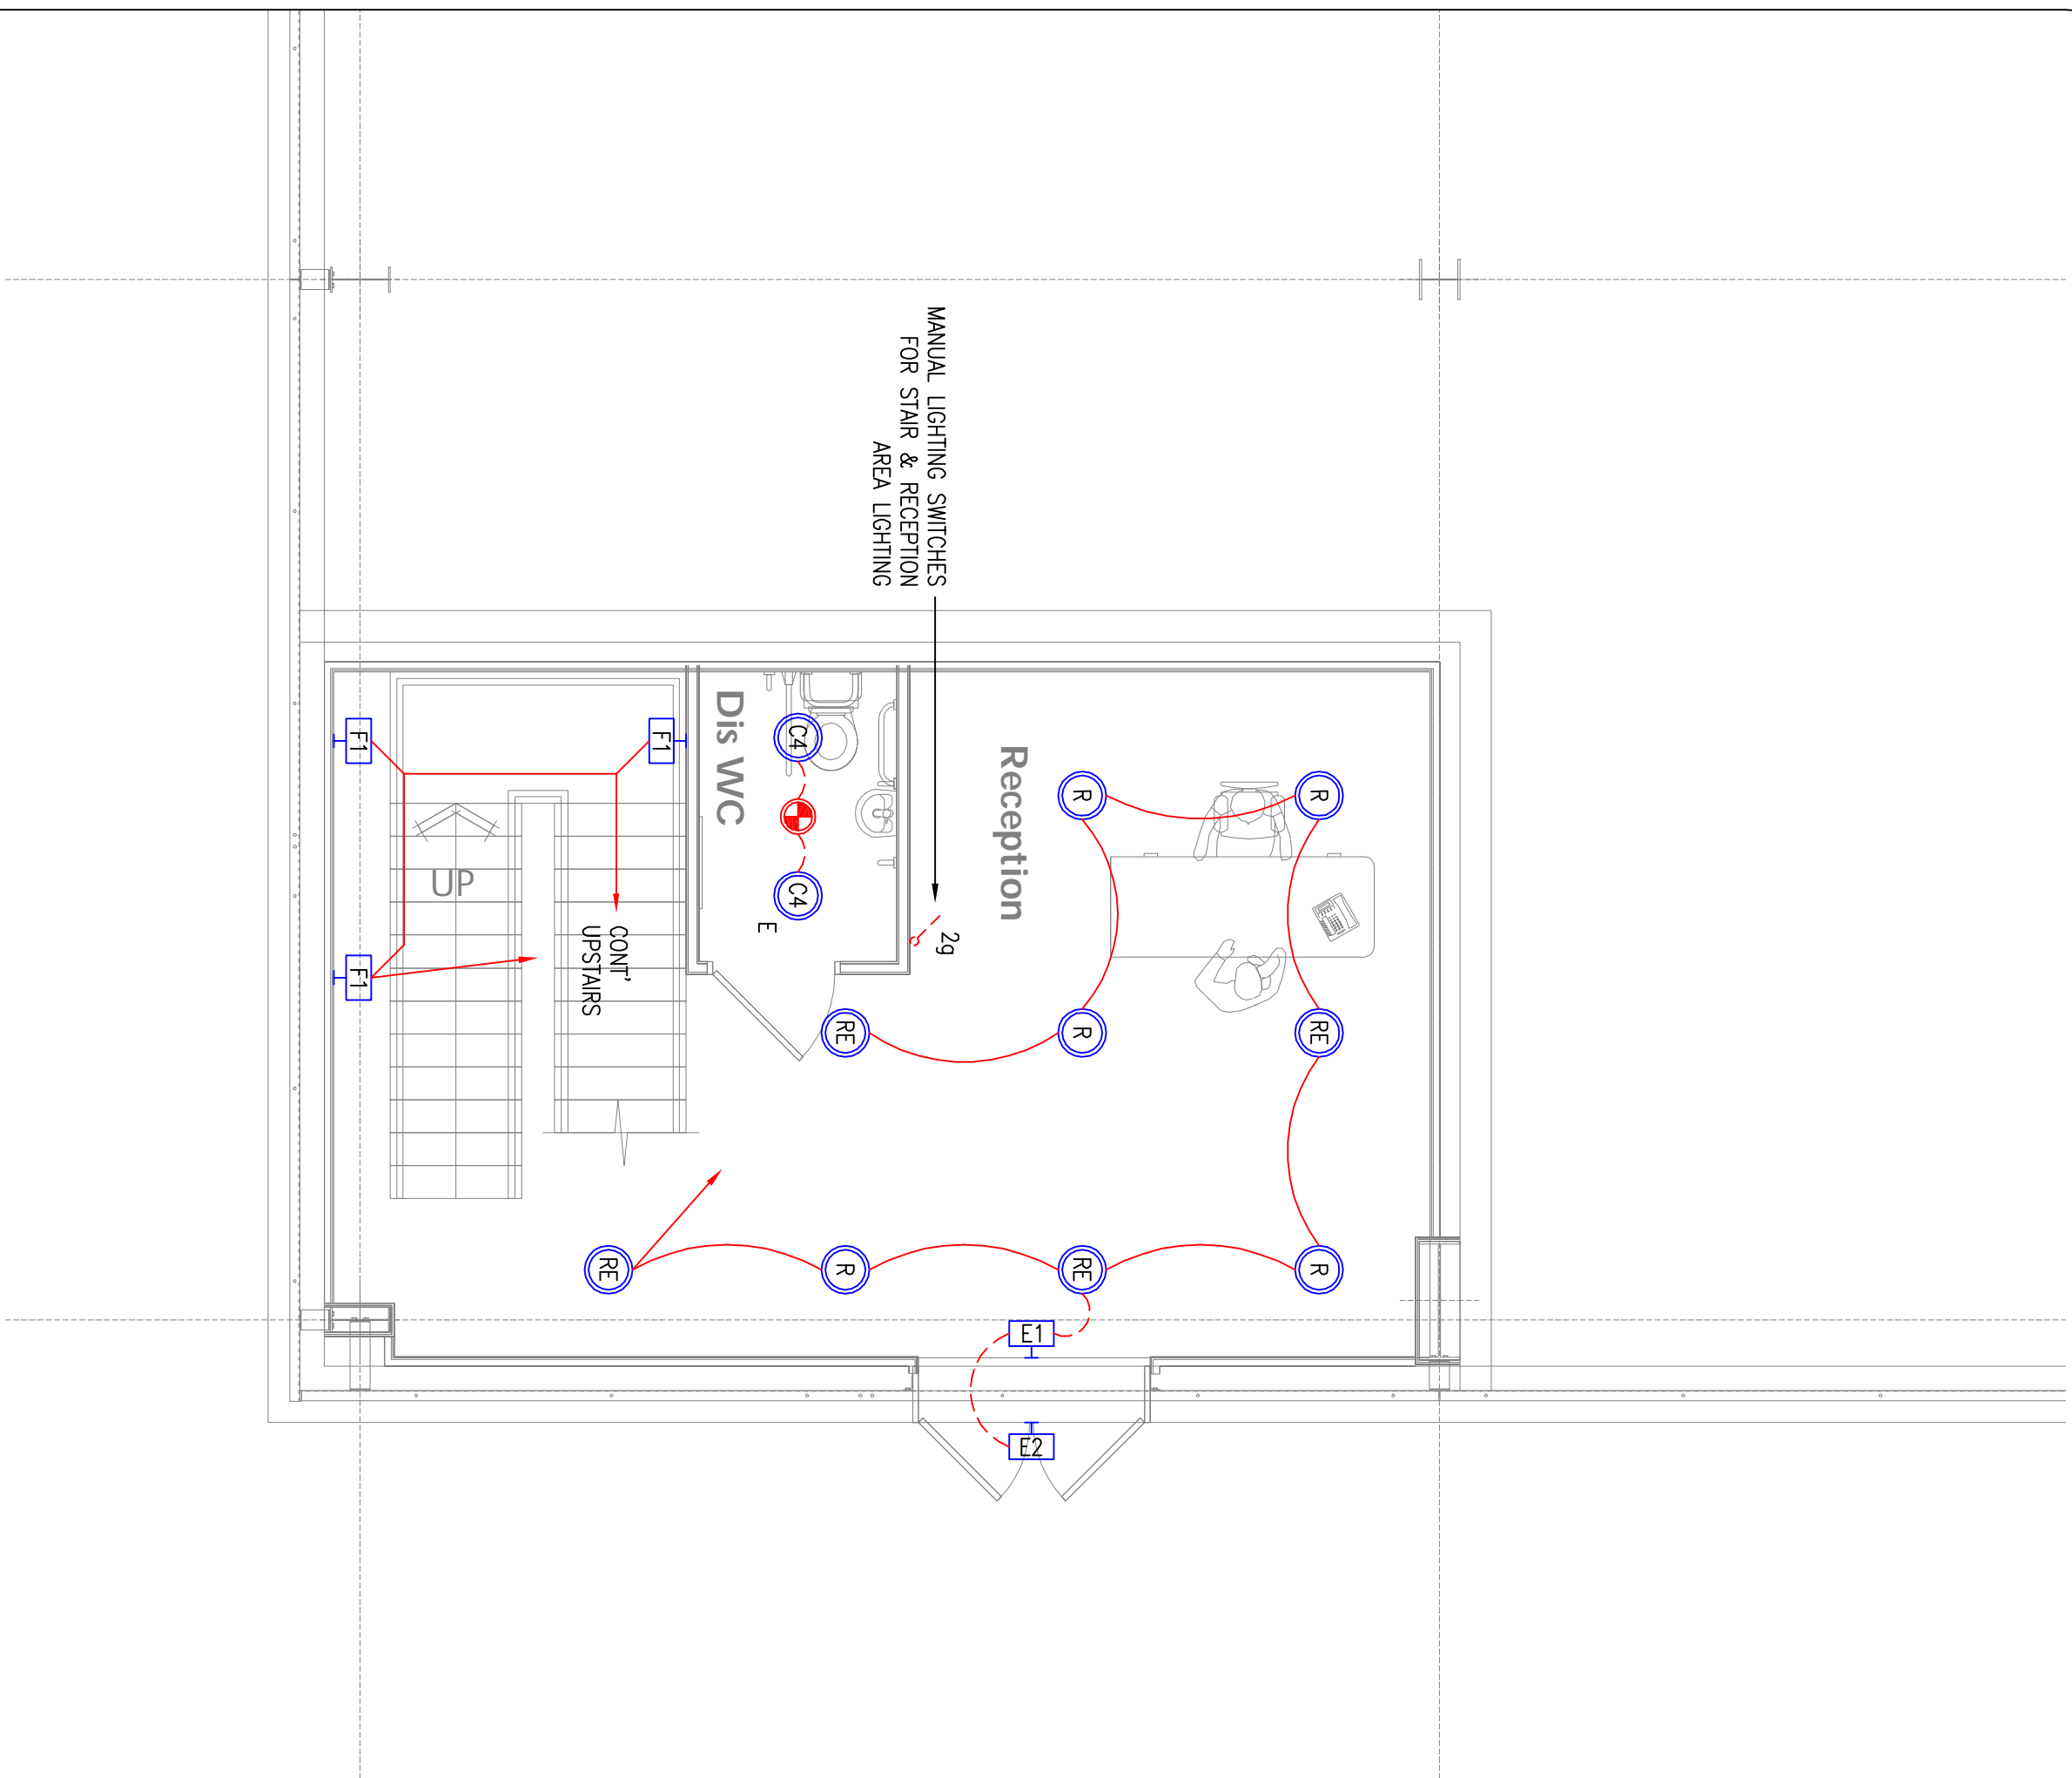 MANUAL LIGHTING SWITCHES
FOR STAIR & RECEPTION
AREA LIGHTING
Reception
Dis WC
UP
CONT'
UPSTAIRS
2g
F1
F1
F1
C4
C4
E
R
R
RE
R
RE
RE
R
RE
R
E1
E2